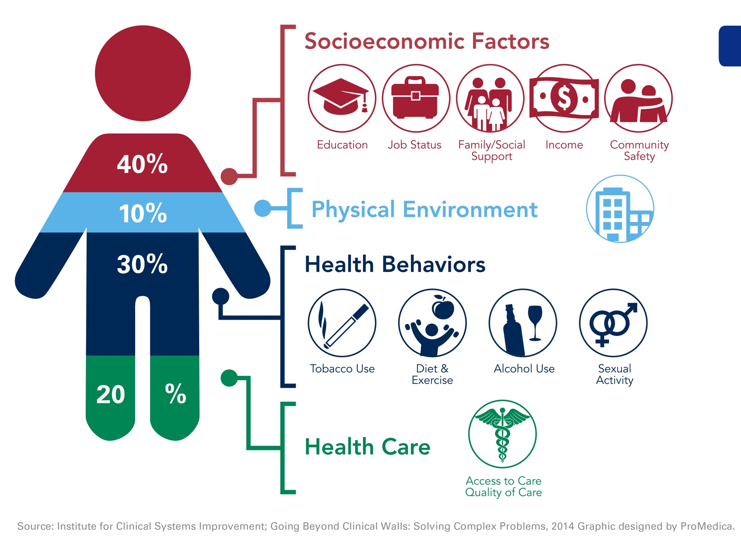 Socioeconomic Factors
Education
Job Status
Family/Social
Support
Income
Community
Safety
40%
10%
Physical Environment
30%
Health Behaviors
Tobacco Use
Diet &
Exercise
Alcohol Use
Sexual
Activity
20 %
Health Care
Access to Care
Quality of Care
Source: Institute for Clinical Systems Improvement; Going Beyond Clinical Walls: Solving Complex Problems, 2014 Graphic designed by ProMedica.